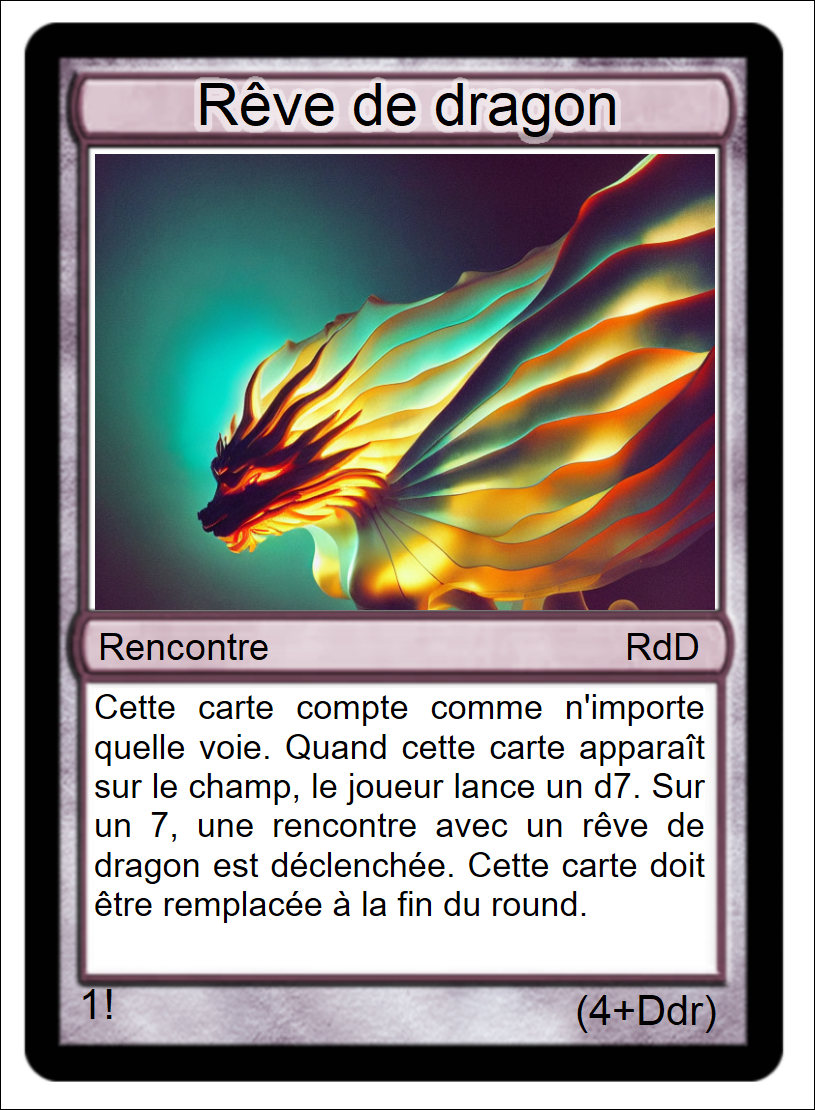 Rêve de dragon
Rencontre RdD
Cette carte compte comme n'importe
quelle voie. Quand cette carte apparaît
sur le champ, le joueur lance un d7. Sur
un 7, une rencontre avec un rêve de
dragon est déclenchée. Cette carte doit
être remplacée à la fin du round.
1! (4+Ddr)